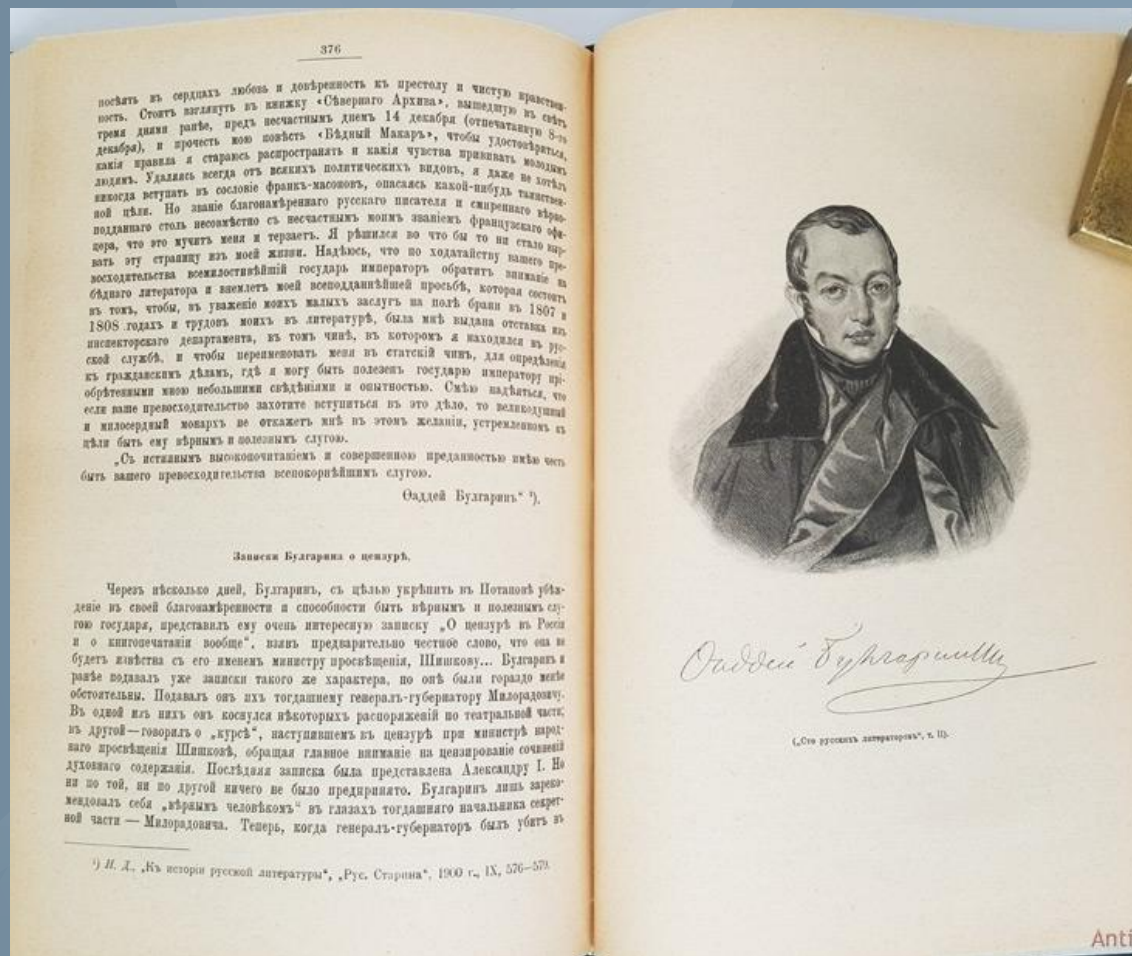 376
посѣять въ сердцахъ любовь и довѣренность къ престолу и чистую нравствен-
ность. Стоитъ взглянуть въ книжку «Сѣвернаго Архива», вышедшую въ свѣтъ
тремя днями ранѣе, предъ несчастнымъ днемъ 14 декабря (отпечатанную 8-го
декабря), и прочесть мою повѣсть «Бѣдный Макаръ», чтобы удостовѣриться,
какія правила я стараюсь распространять и какія чувства прививать молодымъ
людямъ. Удаляясь всегда отъ всякихъ политическихъ видовъ, я даже не хотѣлъ
никогда вступать въ сословіе франкъ-масоновъ, опасаясь какой-нибудь таинствен-
ной цѣли. Но званіе благонамѣреннаго русскаго писателя и смиреннаго вѣрно-
подданнаго столь несовмѣстно съ несчастнымъ моимъ званіемъ французскаго офи-
цера, что это мучитъ меня и терзаетъ. Я рѣшился во что бы то ни стало выр-
вать эту страницу изъ моей жизни. Надѣюсь, что по ходатайству вашего пре-
восходительства всемилостивѣйшій государь императоръ обратитъ вниманіе на
бѣднаго литератора и внемлетъ моей всеподданнѣйшей просьбѣ, которая состоитъ
въ томъ, чтобы, въ уваженіе моихъ малыхъ заслугъ на полѣ брани въ 1807 и
1808 годахъ и трудовъ моихъ въ литературѣ, была мнѣ выдана отставка изъ
инспекторскаго департамента, въ томъ чинѣ, въ которомъ я находился въ рус-
ской службѣ, и чтобы переименовать меня въ статскій чинъ, для опредѣленія
къ гражданскимъ дѣламъ, гдѣ я могу быть полезенъ государю императору прі-
обрѣтенными мною небольшими свѣдѣніями и опытностью. Смѣю надѣяться, что
если ваше превосходительство захотите вступиться въ это дѣло, то великодушный
и милосердный монархъ не откажетъ мнѣ въ этомъ желаніи, устремленномъ къ
цѣли быть ему вѣрнымъ и полезнымъ слугою.
„Съ истиннымъ высокопочитаніемъ и совершенною преданностью имѣю честь
быть вашего превосходительства всепокорнѣйшимъ слугою.
Ѳаддей Булгаринъ“ ¹).
Записки Булгарина о цензурѣ.
Черезъ нѣсколько дней, Булгаринъ, съ цѣлью укрѣпить въ Потаповѣ убѣж-
деніе въ своей благонамѣренности и способности быть вѣрнымъ и полезнымъ слу-
гою государя, представилъ ему очень интересную записку „О цензурѣ въ Россіи
и о книгопечатаніи вообще“, взявъ предварительно честное слово, что она не
будетъ извѣстна съ его именемъ министру просвѣщенія, Шишкову... Булгаринъ и
ранѣе подавалъ уже записки такого же характера, но онѣ были гораздо менѣе
обстоятельны. Подавалъ онъ ихъ тогдашнему генералъ-губернатору Милорадовичу.
Въ одной изъ нихъ онъ коснулся нѣкоторыхъ распоряженій по театральной части;
въ другой—говорилъ о „курсѣ“, наступившемъ въ цензурѣ при министрѣ народ-
наго просвѣщенія Шишковѣ, обращая главное вниманіе на цензированіе сочиненій
духовнаго содержанія. Послѣдняя записка была представлена Александру I. Но
ни по той, ни по другой ничего не было предпринято. Булгаринъ лишь зареко-
мендовалъ себя „вѣрнымъ человѣкомъ“ въ глазахъ тогдашняго начальника секрет-
ной части — Милорадовича. Теперь, когда генералъ-губернаторъ былъ убитъ въ
¹) Н. Д., „Къ исторіи русской литературы“, „Рус. Старина“, 1900 г., IX, 576—579.
Ѳаддей Булгаринъ
(„Сто русскихъ литераторовъ“, т. II).
Anti